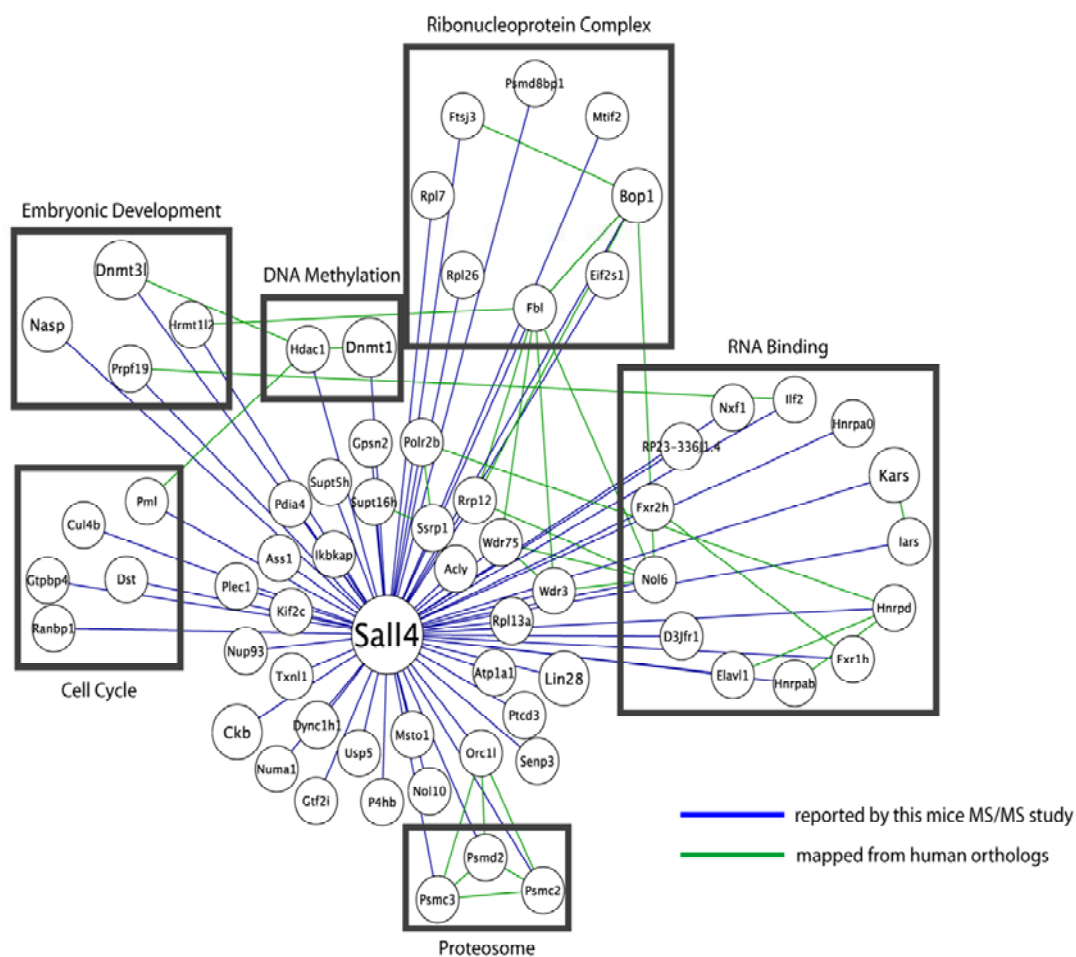 Ribonucleoprotein Complex
Psmd8bp1
Ftsj3
Mtif2
Rpl7
Bop1
Embryonic Development
Dnmt3l
DNA Methylation
Rpl26
Eif2s1
Nasp
Hrmt1l2
Fbl
Hdac1
Dnmt1
RNA Binding
Prpf19
Nxf1
Ilf2
Hnrpa0
Gpsn2
Polr2b
RP23-336J1.4
Kars
Supt5h
Pml
Pdia4
Supt16h
Rrp12
Fxr2h
Cul4b
Ssrp1
Iars
Ikbkap
Wdr75
Ass1
Acly
Gtpbp4
Dst
Plec1
Nol6
Wdr3
Kif2c
Hnrpd
Ranbp1
Sall4
Rpl13a
D3Jfr1
Nup93
Fxr1h
Txnl1
Atp1a1
Lin28
Elavl1
Hnrpab
Cell Cycle
Ptcd3
Ckb
Dync1h1
Msto1
Usp5
Orc1l
Senp3
Numa1
Gtf2i
P4hb
Nol10
reported by this mice MS/MS study
mapped from human orthologs
Psmd2
Psmc3
Psmc2
Proteosome